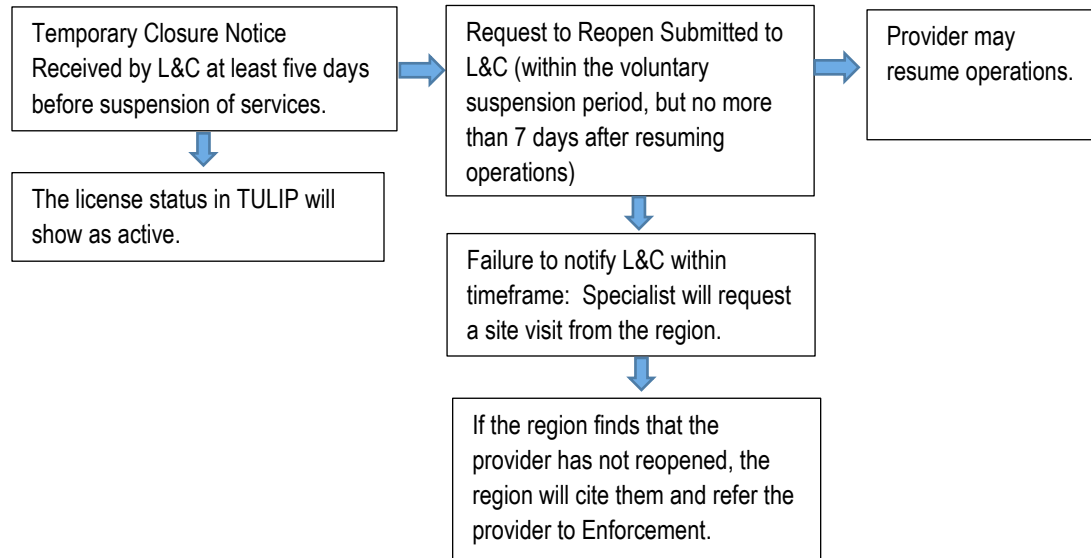 Temporary Closure Notice
Received by L&C at least five days
before suspension of services.
Request to Reopen Submitted to
L&C (within the voluntary
suspension period, but no more
than 7 days after resuming
operations)
Provider may
resume operations.
The license status in TULIP will
show as active.
Failure to notify L&C within
timeframe:  Specialist will request
a site visit from the region.
If the region finds that the
provider has not reopened, the
region will cite them and refer the
provider to Enforcement.